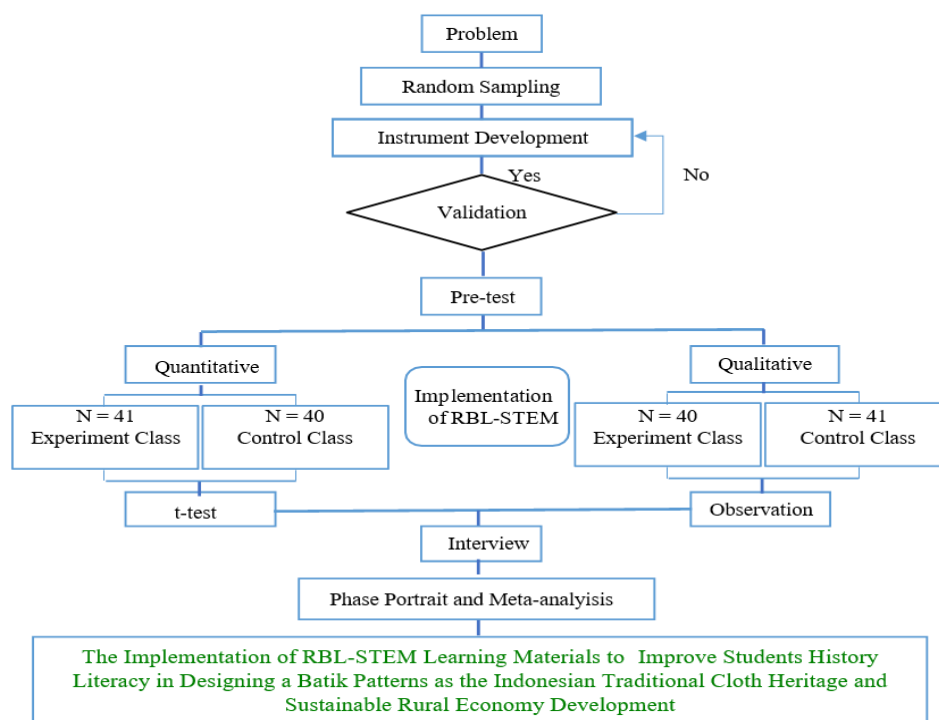 Problem
Random Sampling
Instrument Development
Yes
No
Validation
Pre-test
Quantitative
Qualitative
Implementation
of RBL-STEM
N = 41
Experiment Class
N = 40
Control Class
N = 40
Experiment Class
N = 41
Control Class
t-test
Observation
Interview
Phase Portrait and Meta-analyisis
The Implementation of RBL-STEM Learning Materials to Improve Students History
Literacy in Designing a Batik Patterns as the Indonesian Traditional Cloth Heritage and
Sustainable Rural Economy Development